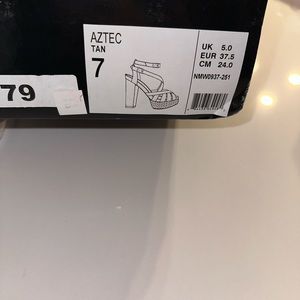 AZTEC
TAN
7
UK 5.0
EUR 37.5
CM 24.0
NMW0937-251
79